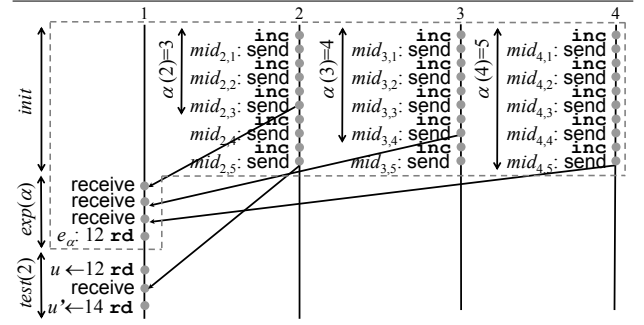 1 2 3 4
init
exp(α)
test(2)
α (2)=3
α (3)=4
α (4)=5
inc
mid2,1: send
inc
mid2,2: send
inc
mid2,3: send
inc
mid2,4: send
inc
mid2,5: send
inc
mid3,1: send
inc
mid3,2: send
inc
mid3,3: send
inc
mid3,4: send
inc
mid3,5: send
inc
mid4,1: send
inc
mid4,2: send
inc
mid4,3: send
inc
mid4,4: send
inc
mid4,5: send
receive
receive
receive
eα: 12 rd
u ←12 rd
receive
u'←14 rd